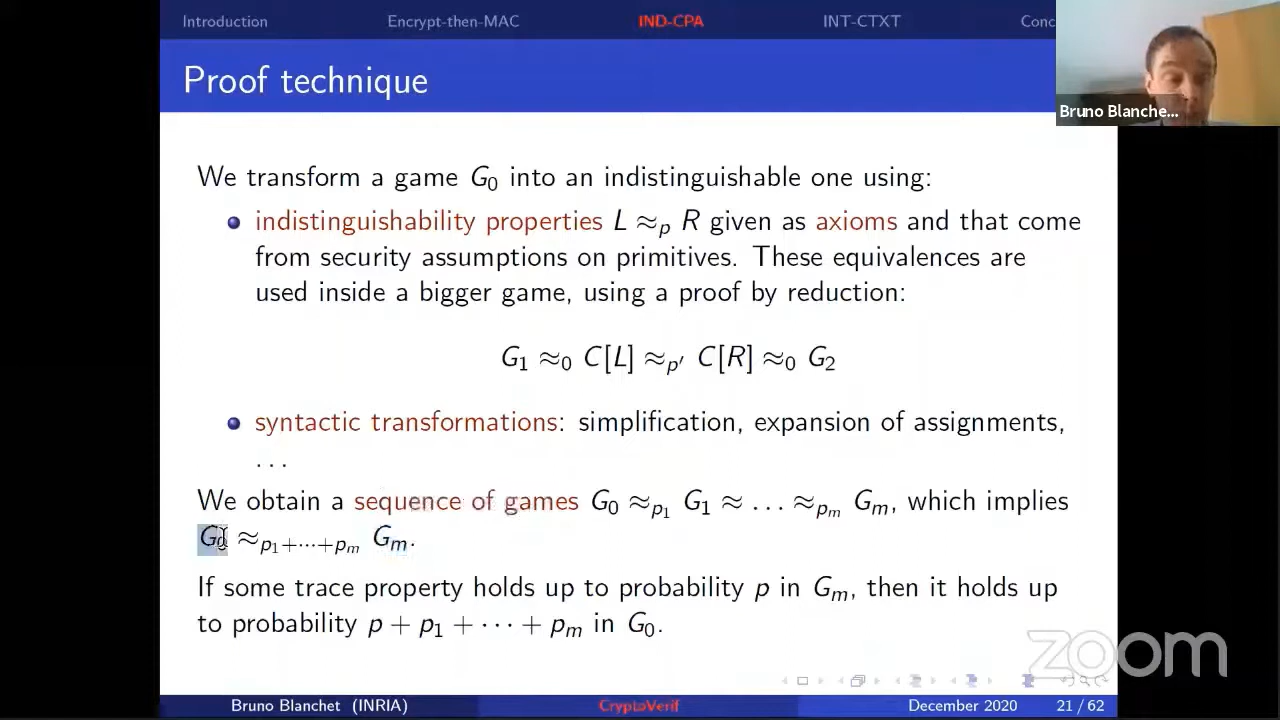 Introduction Encrypt-then-MAC IND-CPA INT-CTXT Conc
Proof technique
Bruno Blanche...
We transform a game G₀ into an indistinguishable one using:
indistinguishability properties L ≈ₚ R given as axioms and that come
from security assumptions on primitives. These equivalences are
used inside a bigger game, using a proof by reduction:
G₁ ≈₀ C[L] ≈ₚ′ C[R] ≈₀ G₂
syntactic transformations: simplification, expansion of assignments,
...
We obtain a sequence of games G₀ ≈_{p₁} G₁ ≈ ... ≈_{pₘ} Gₘ, which implies
G₀ ≈_{p₁+···+pₘ} Gₘ.
If some trace property holds up to probability p in Gₘ, then it holds up
to probability p + p₁ + ··· + pₘ in G₀.
zoom
Bruno Blanchet (INRIA) CryptoVerif December 2020 21 / 62